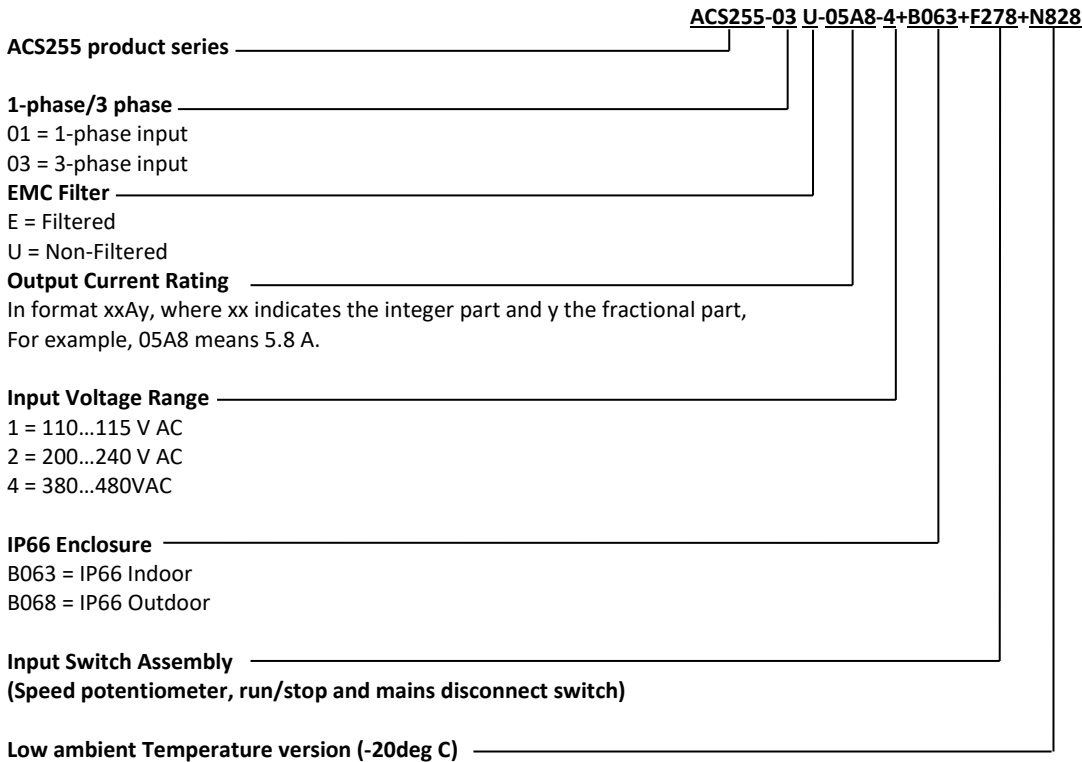 ACS255-03 U-05A8-4+B063+F278+N828
ACS255 product series
1-phase/3 phase
01 = 1-phase input
03 = 3-phase input
EMC Filter
E = Filtered
U = Non-Filtered
Output Current Rating
In format xxAy, where xx indicates the integer part and y the fractional part,
For example, 05A8 means 5.8 A.
Input Voltage Range
1 = 110…115 V AC
2 = 200…240 V AC
4 = 380…480VAC
IP66 Enclosure
B063 = IP66 Indoor
B068 = IP66 Outdoor
Input Switch Assembly
(Speed potentiometer, run/stop and mains disconnect switch)
Low ambient Temperature version (-20deg C)